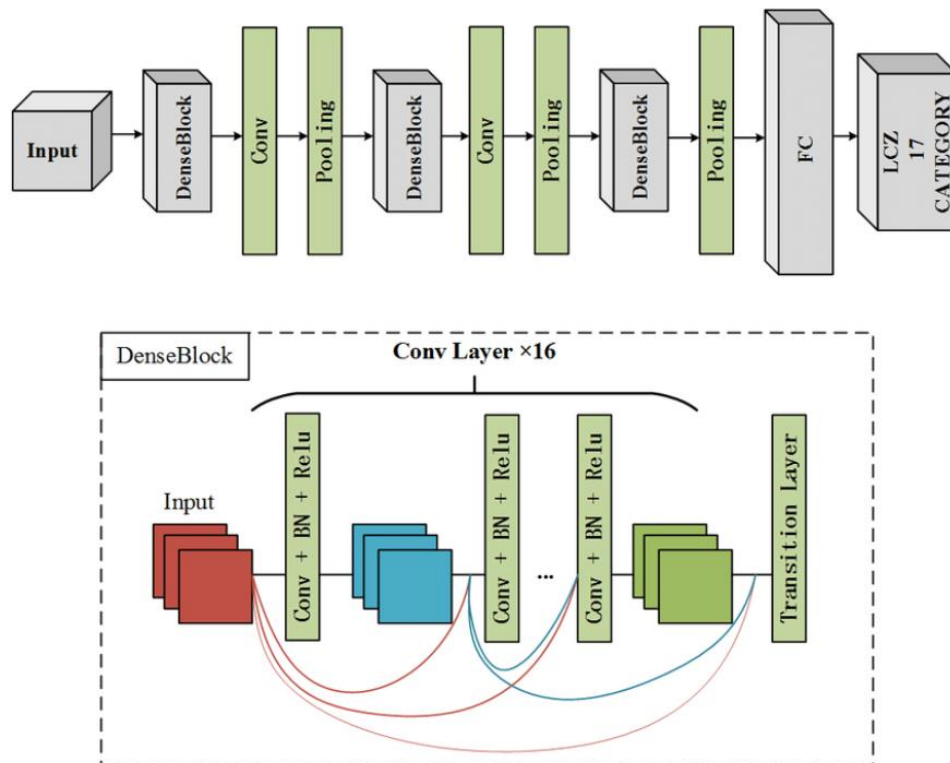 Input
DenseBlock
Conv
Pooling
DenseBlock
Conv
Pooling
DenseBlock
Pooling
FC
LCZ
17
CATEGORY
DenseBlock
Conv Layer ×16
Input
Conv + BN + Relu
Conv + BN + Relu
...
Conv + BN + Relu
Transition Layer